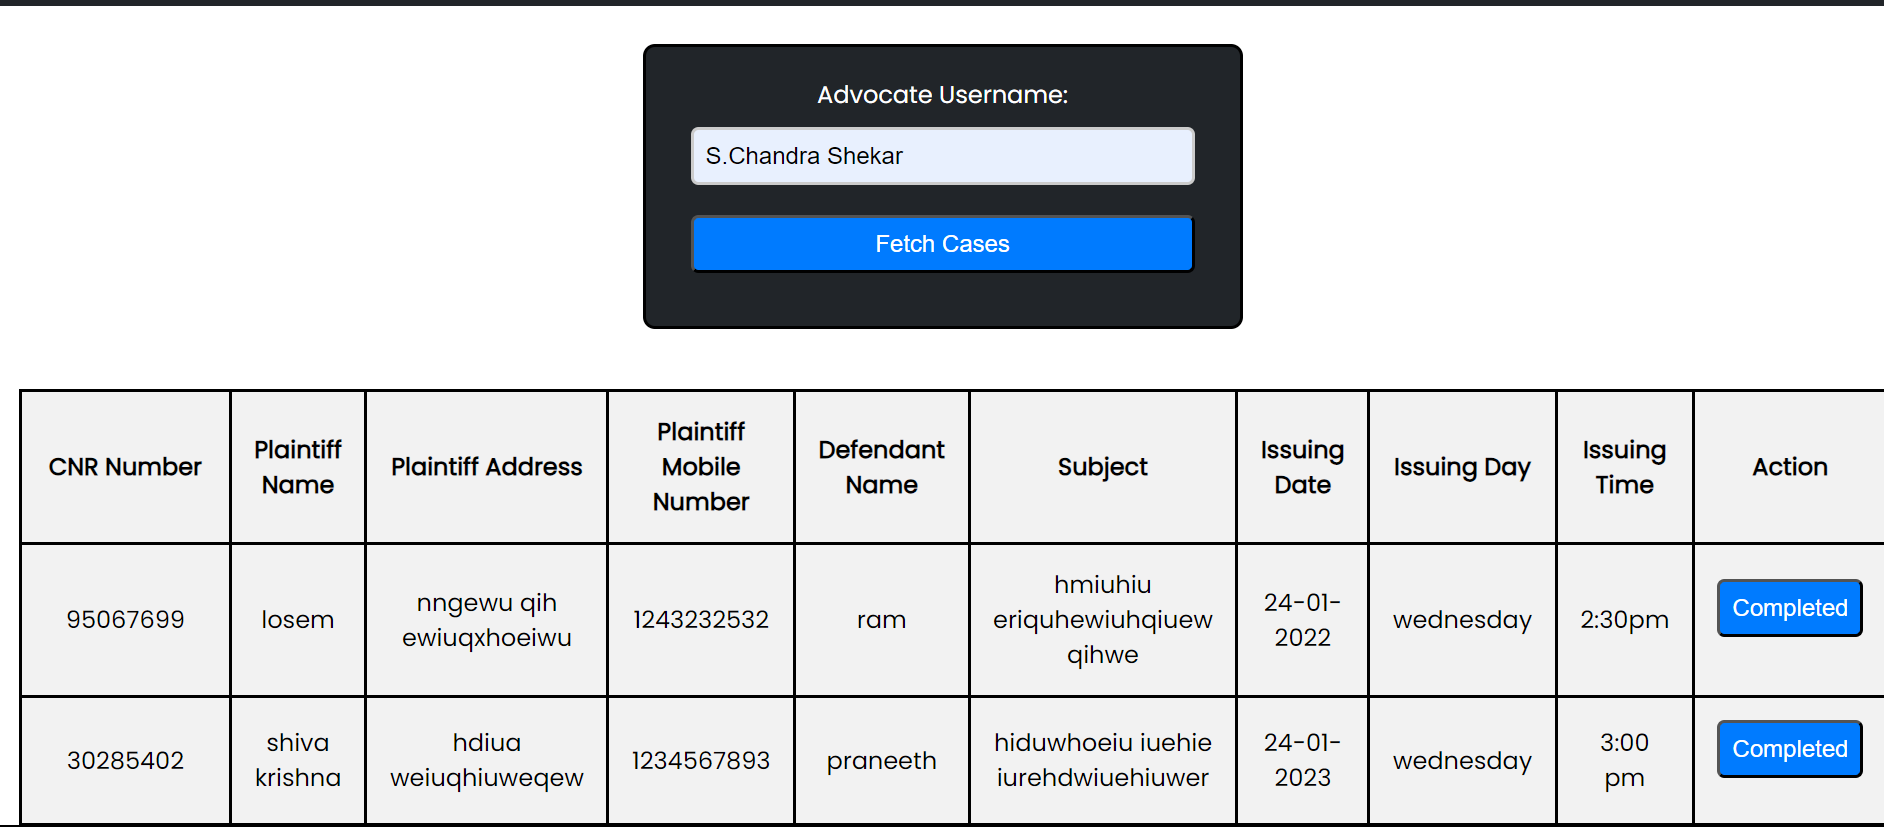 Advocate Username:
S.Chandra Shekar
Fetch Cases
CNR Number
Plaintiff
Name
Plaintiff Address
Plaintiff
Mobile
Number
Defendant
Name
Subject
Issuing
Date
Issuing Day
Issuing
Time
Action
95067699
losem
nngewu qih
ewiuqxhoeiwu
1243232532
ram
hmiuhiu
eriquhewiuhqiuew
qihwe
24-01-
2022
wednesday
2:30pm
Completed
30285402
shiva
krishna
hdiua
weiuqhiuweqew
1234567893
praneeth
hiduwhoeiu iuehie
iurehdwiuehiuwer
24-01-
2023
wednesday
3:00
pm
Completed